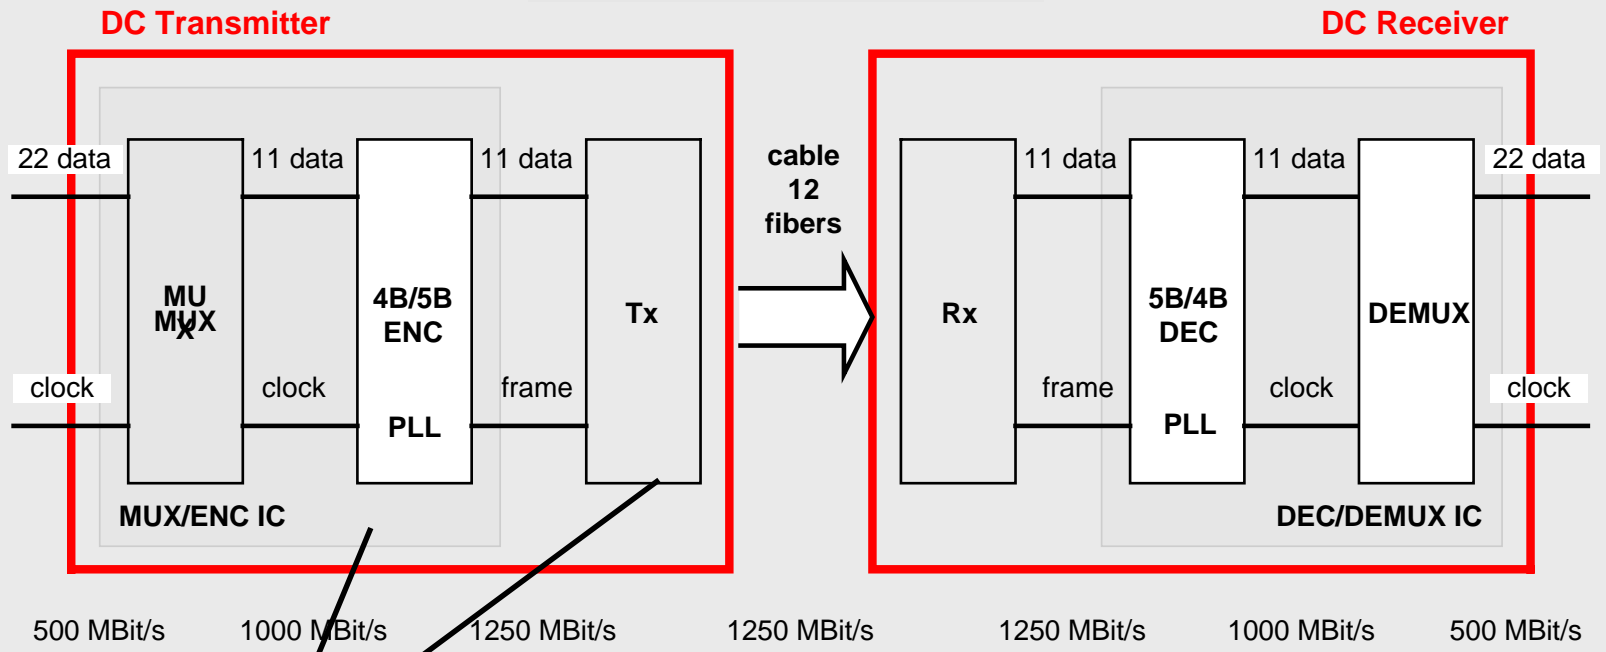 DC Transmitter
DC Receiver
22 data
11 data
11 data
cable
12
fibers
11 data
11 data
22 data
MU
X
MUX
4B/5B
ENC
Tx
Rx
5B/4B
DEC
DEMUX
clock
clock
frame
frame
clock
clock
PLL
PLL
MUX/ENC IC
DEC/DEMUX IC
500 MBit/s
1000 MBit/s
1250 MBit/s
1250 MBit/s
1250 MBit/s
1000 MBit/s
500 MBit/s